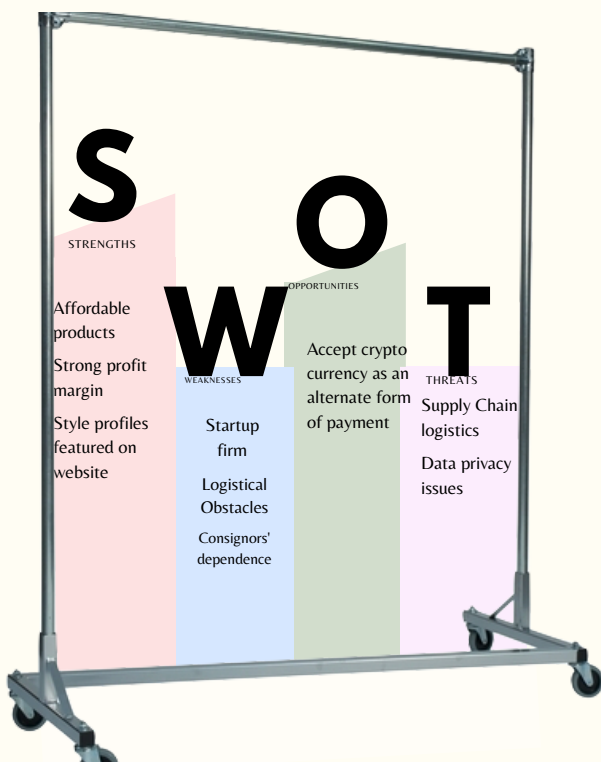 S
STRENGTHS
Affordable
products
Strong profit
margin
Style profiles
featured on
website
W
WEAKNESSES
Startup
firm
Logistical
Obstacles
Consignors'
dependence
O
OPPORTUNITIES
Accept crypto
currency as an
alternate form
of payment
T
THREATS
Supply Chain
logistics
Data privacy
issues